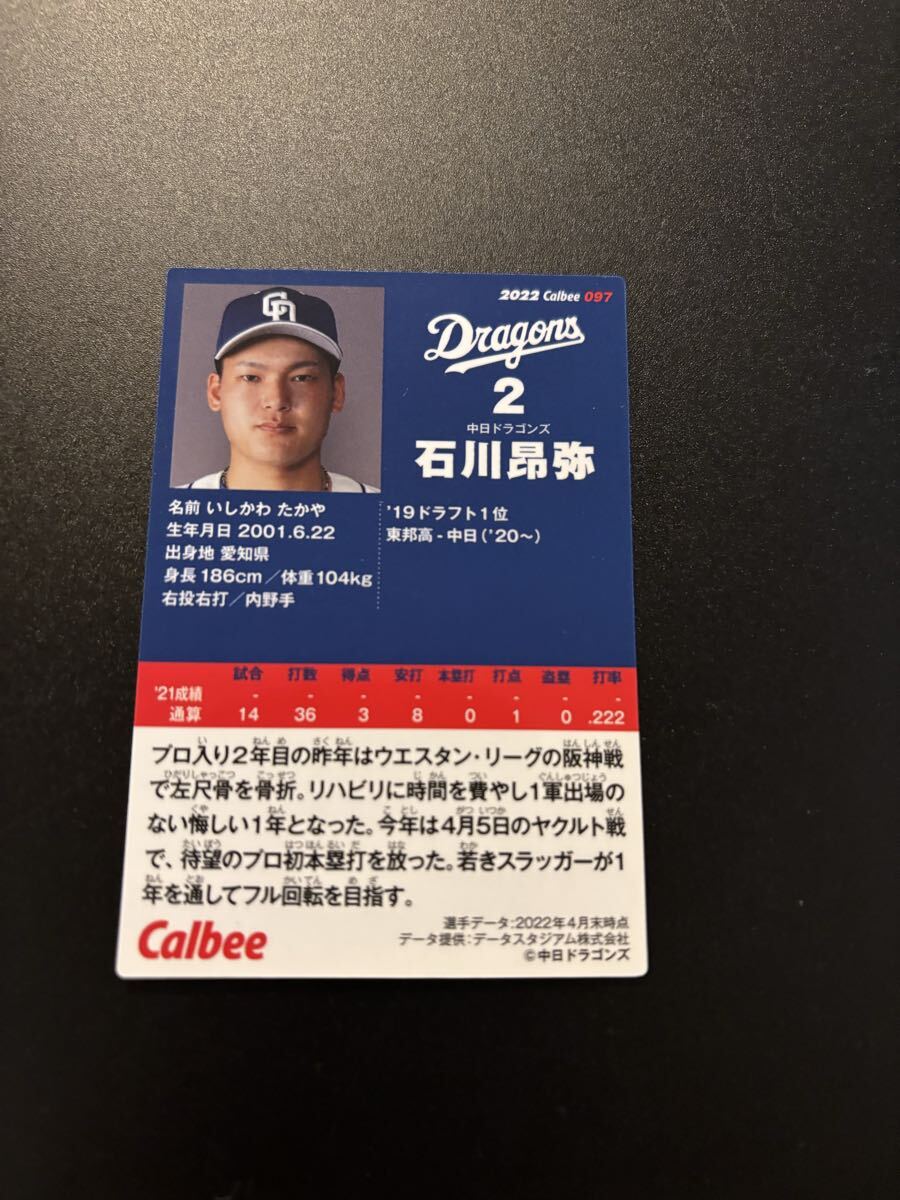 2022 Calbee 097
CD
Dragons
2
中日ドラゴンズ
石川昂弥
名前 いしかわ たかや
生年月日 2001.6.22
出身地 愛知県
身長186cm/体重104kg
右投右打/内野手
'19ドラフト1位
東邦高-中日('20～)
試合 打数 得点 安打 本塁打 打点 盗塁 打率
'21成績 - - - - - - - -
通算 14 36 3 8 0 1 0 .222
プロ入り2年目の昨年はウエスタン・リーグの阪神戦
で左尺骨を骨折。リハビリに時間を費やし1軍出場の
ない悔しい1年となった。今年は4月5日のヤクルト戦
で、待望のプロ初本塁打を放った。若きスラッガーが1
年を通してフル回転を目指す。
Calbee
選手データ:2022年4月末時点
データ提供:データスタジアム株式会社
©中日ドラゴンズ